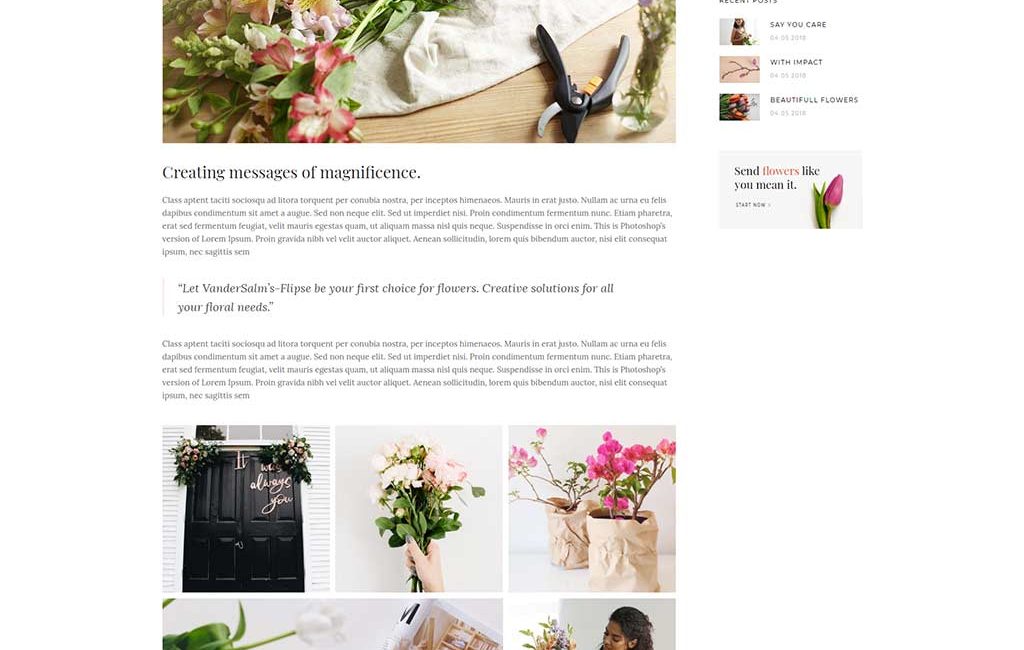 RECENT POSTS
SAY YOU CARE
04.05.2018
WITH IMPACT
04.05.2018
BEAUTIFULL FLOWERS
04.05.2018
Send flowers like
you mean it.
START NOW >
Creating messages of magnificence.
Class aptent taciti sociosqu ad litora torquent per conubia nostra, per inceptos himenaeos. Mauris in erat justo. Nullam ac urna eu felis
dapibus condimentum sit amet a augue. Sed non neque elit. Sed ut imperdiet nisi. Proin condimentum fermentum nunc. Etiam pharetra,
erat sed fermentum feugiat, velit mauris egestas quam, ut aliquam massa nisl quis neque. Suspendisse in orci enim. This is Photoshop's
version of Lorem Ipsum. Proin gravida nibh vel velit auctor aliquet. Aenean sollicitudin, lorem quis bibendum auctor, nisi elit consequat
ipsum, nec sagittis sem
“Let VanderSalm’s-Flipse be your first choice for flowers. Creative solutions for all
your floral needs.”
Class aptent taciti sociosqu ad litora torquent per conubia nostra, per inceptos himenaeos. Mauris in erat justo. Nullam ac urna eu felis
dapibus condimentum sit amet a augue. Sed non neque elit. Sed ut imperdiet nisi. Proin condimentum fermentum nunc. Etiam pharetra,
erat sed fermentum feugiat, velit mauris egestas quam, ut aliquam massa nisl quis neque. Suspendisse in orci enim. This is Photoshop's
version of Lorem Ipsum. Proin gravida nibh vel velit auctor aliquet. Aenean sollicitudin, lorem quis bibendum auctor, nisi elit consequat
ipsum, nec sagittis sem
It was
always
you